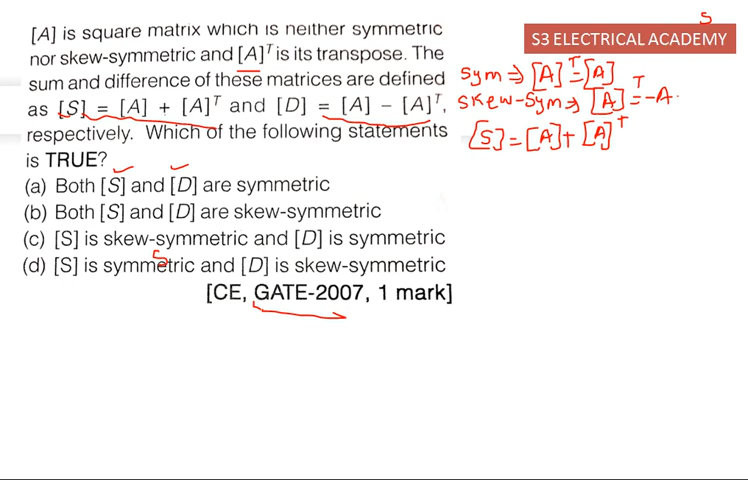 S
S3 ELECTRICAL ACADEMY
[A] is square matrix which is neither symmetric
nor skew-symmetric and [A]ᵀ is its transpose. The
sum and difference of these matrices are defined
as [S] = [A] + [A]ᵀ and [D] = [A] − [A]ᵀ,
respectively. Which of the following statements
is TRUE?
(a) Both [S] and [D] are symmetric
(b) Both [S] and [D] are skew-symmetric
(c) [S] is skew-symmetric and [D] is symmetric
(d) [S] is symmetric and [D] is skew-symmetric
S
[CE, GATE-2007, 1 mark]
sym ⇒ [A]ᵀ = [A]
skew-sym ⇒ [A]ᵀ = -A.
[S] = [A] + [A]ᵀ